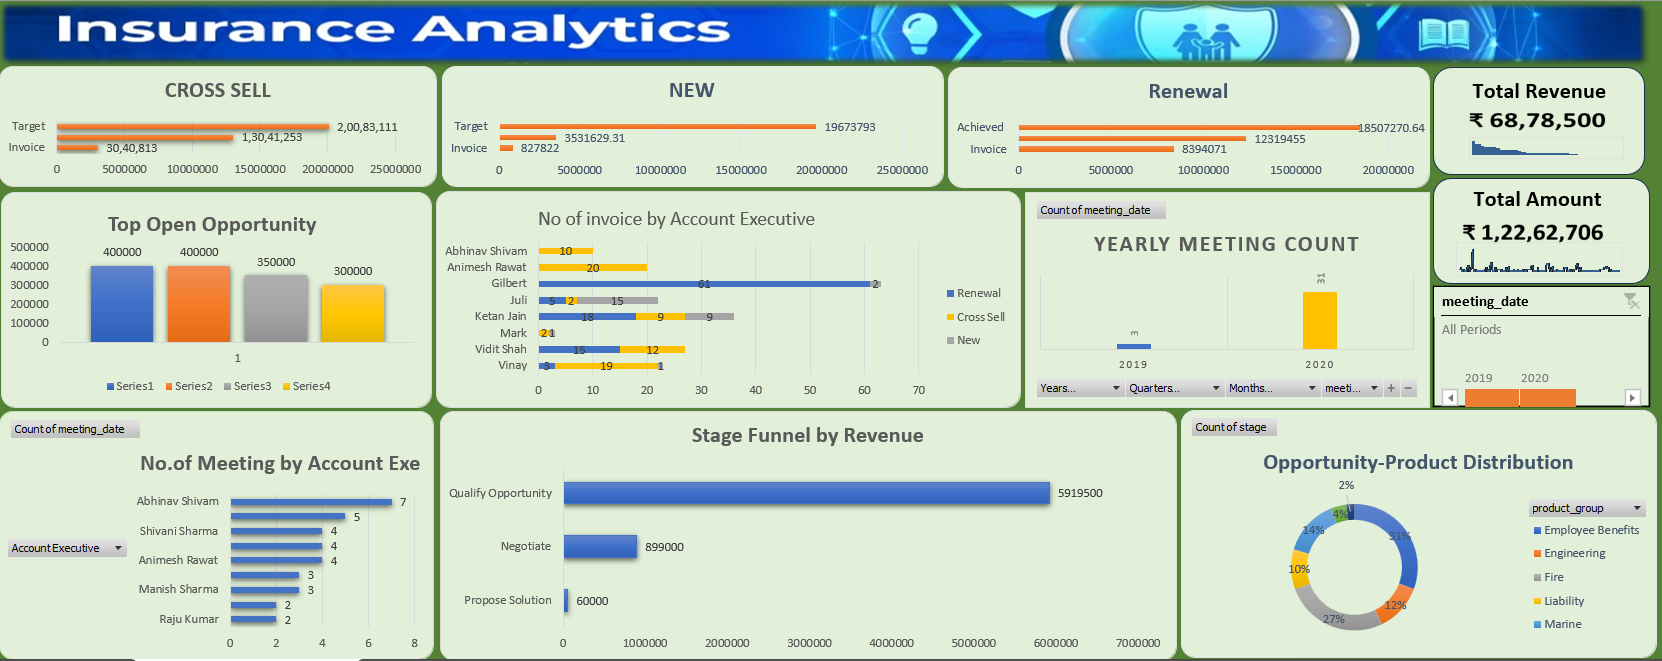 Insurance Analytics
CROSS SELL
Target
2,00,83,111
1,30,41,253
Invoice
30,40,813
0 5000000 10000000 15000000 20000000 25000000
NEW
Target
19673793
3531629.31
Invoice
827822
0 5000000 10000000 15000000 20000000 25000000
Renewal
Achieved
18507270.64
12319455
Invoice
8394071
0 5000000 10000000 15000000 20000000
Total Revenue
₹ 68,78,500
Total Amount
₹ 1,22,62,706
Top Open Opportunity
500000
400000
300000
200000
100000
0
400000 400000 350000 300000
1
Series1 Series2 Series3 Series4
No of invoice by Account Executive
Abhinav Shivam 10
Animesh Rawat 20
Gilbert 61 2
Juli 5 2 15
Ketan Jain 18 9 9
Mark 2 1
Vidit Shah 15 12
Vinay 3 19 1
0 10 20 30 40 50 60 70
Renewal
Cross Sell
New
Count of meeting_date
YEARLY MEETING COUNT
3 31
2019 2020
Years... Quarters... Months... meeti... + −
meeting_date
All Periods
2019 2020
Count of meeting_date
No.of Meeting by Account Exe
Account Executive
Abhinav Shivam 7
5
Shivani Sharma 4
4
Animesh Rawat 4
3
Manish Sharma 3
2
Raju Kumar 2
0 2 4 6 8
Stage Funnel by Revenue
Qualify Opportunity 5919500
Negotiate 899000
Propose Solution 60000
0 1000000 2000000 3000000 4000000 5000000 6000000 7000000
Count of stage
Opportunity-Product Distribution
2%
4%
14%
31%
10%
12%
27%
product_group
Employee Benefits
Engineering
Fire
Liability
Marine